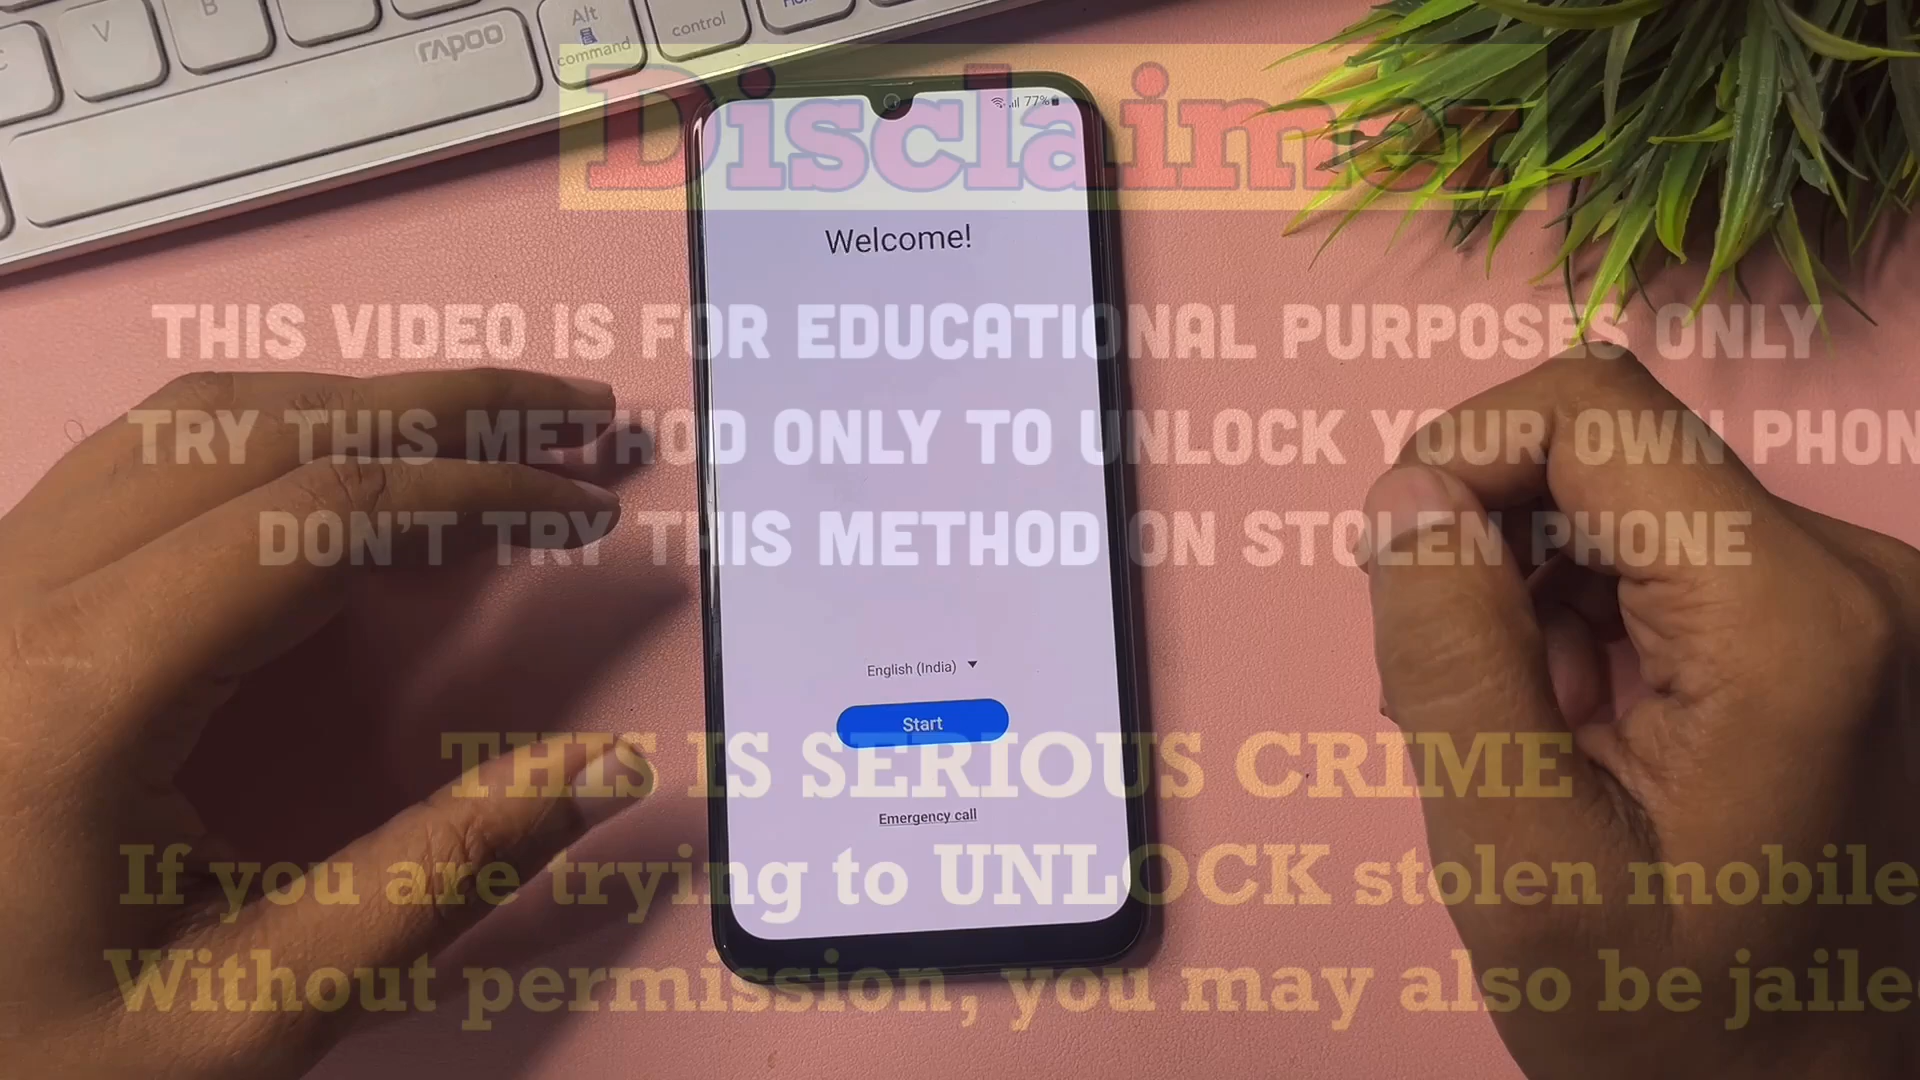 C
V
B
rapoo
Alt
command
control
Disclaimer
77%
Welcome!
THIS VIDEO IS FOR EDUCATIONAL PURPOSES ONLY
TRY THIS METHOD ONLY TO UNLOCK YOUR OWN PHON
DON'T TRY THIS METHOD ON STOLEN PHONE
English (India)
Start
THIS IS SERIOUS CRIME
Emergency call
If you are trying to UNLOCK stolen mobile
Without permission, you may also be jaile